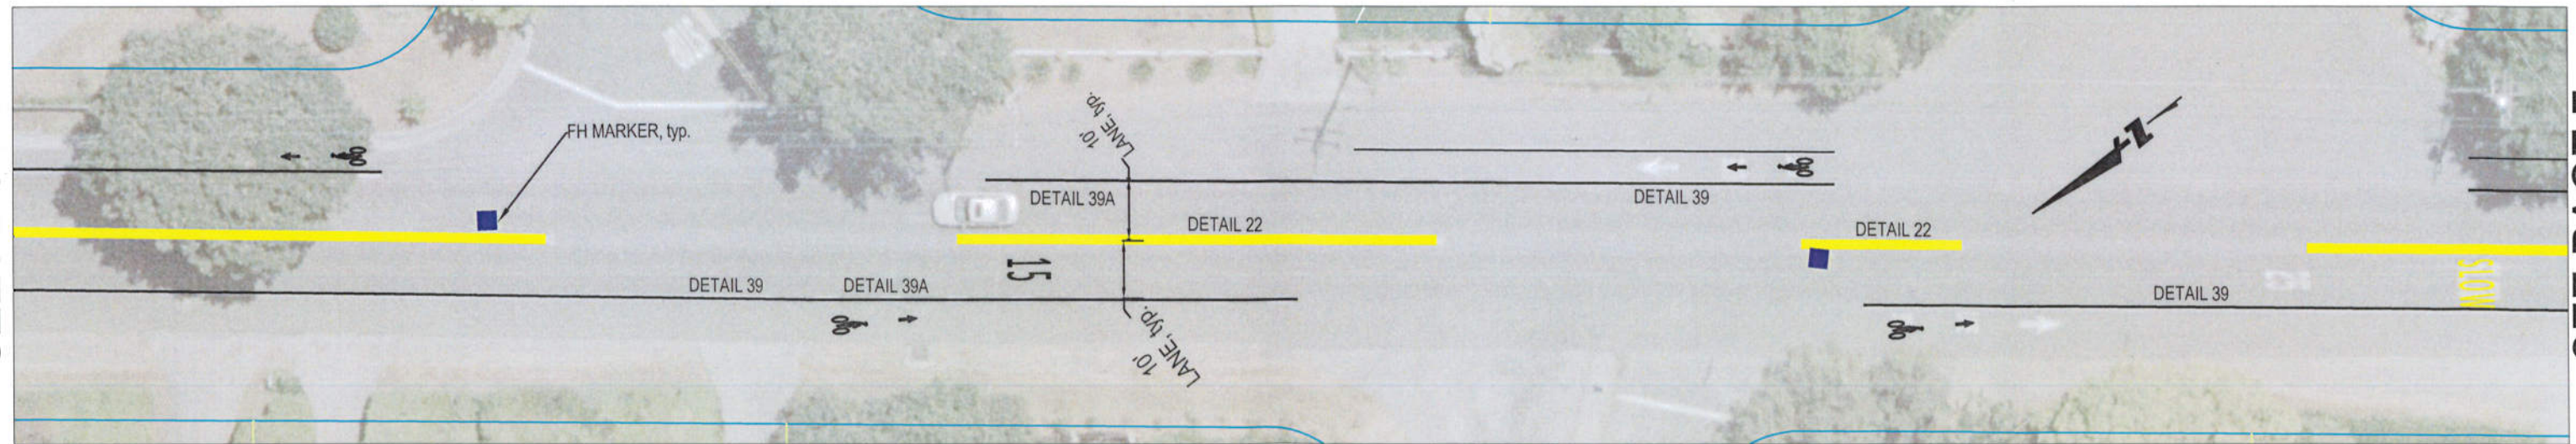 FH MARKER, typ.
10'
LANE, typ.
DETAIL 39A
DETAIL 22
DETAIL 39
DETAIL 22
15
DETAIL 39
DETAIL 39A
10'
LANE, typ.
DETAIL 39
SLOW
N